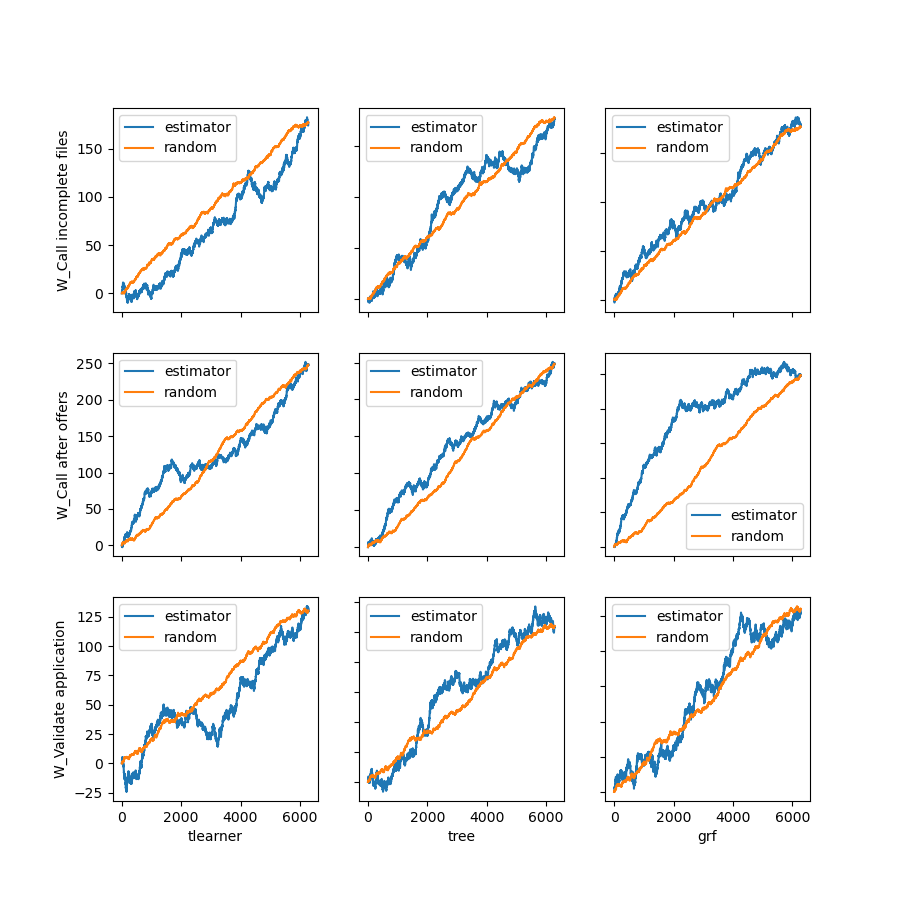 W_Call incomplete files
150
100
50
0
estimator
random
estimator
random
estimator
random
W_Call after offers
250
200
150
100
50
0
estimator
random
estimator
random
estimator
random
W_Validate application
125
100
75
50
25
0
−25
estimator
random
estimator
random
estimator
random
0 2000 4000 6000
0 2000 4000 6000
0 2000 4000 6000
tlearner
tree
grf